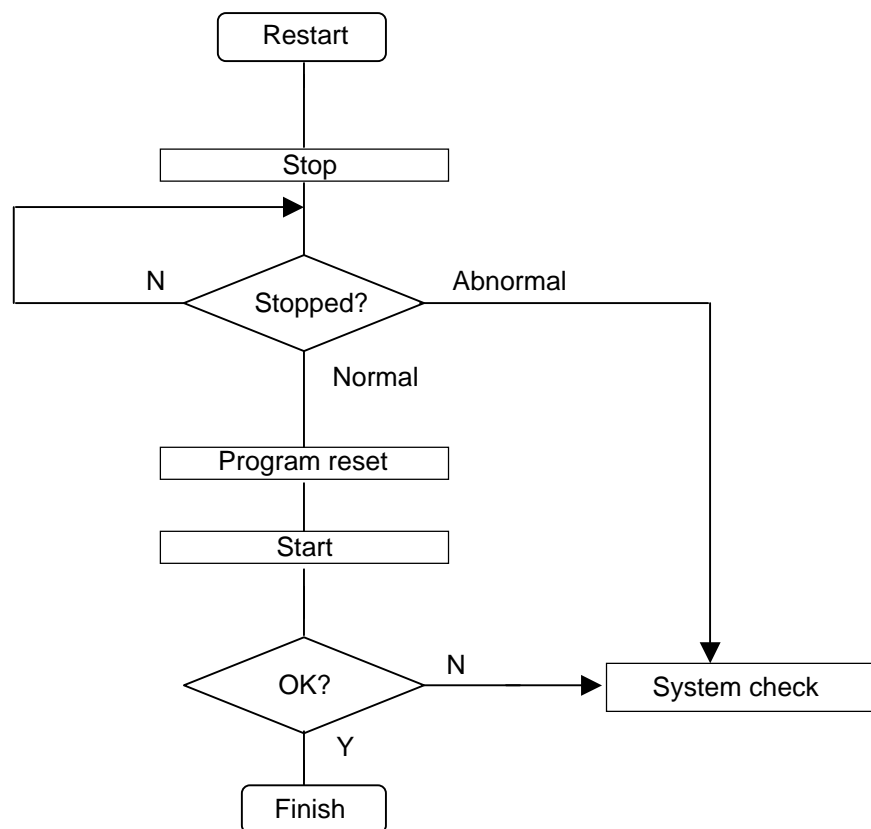 Restart
Stop
N
Stopped?
Abnormal
Normal
Program reset
Start
OK?
N
System check
Y
Finish